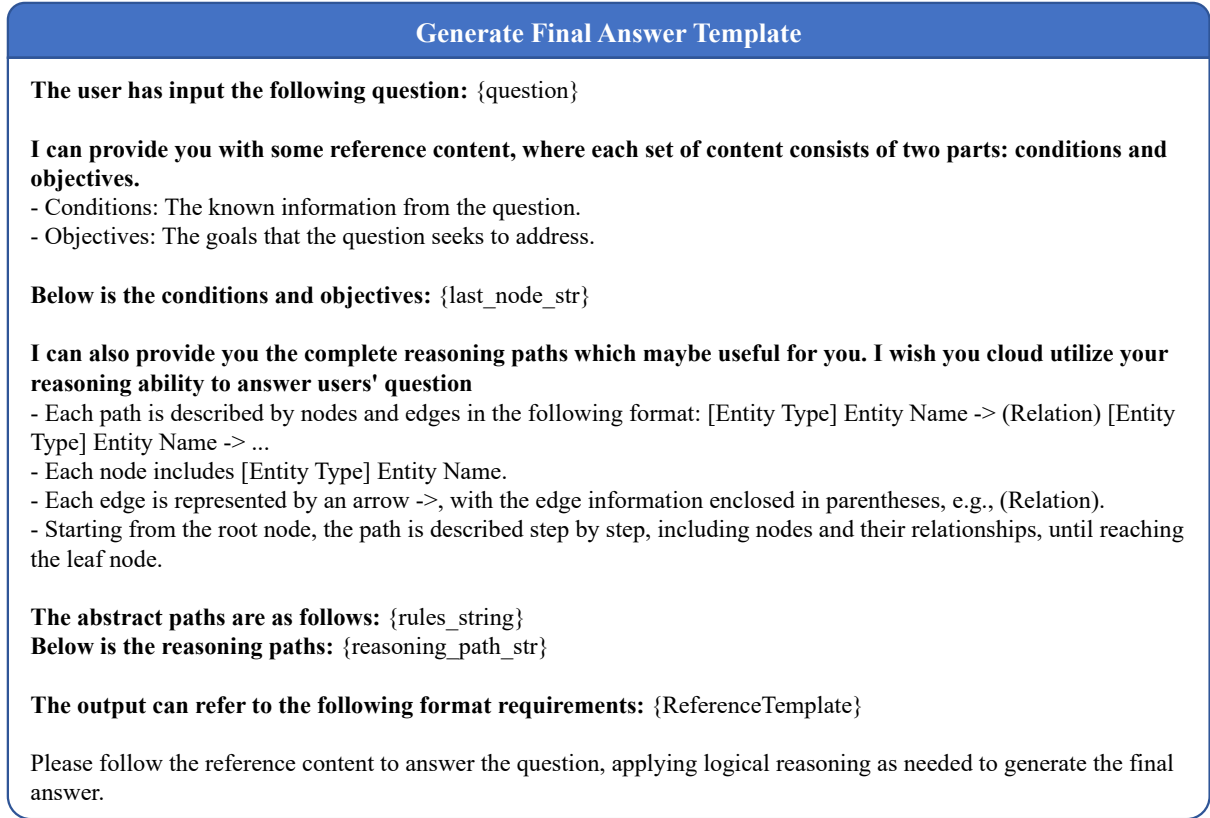 Generate Final Answer Template
The user has input the following question: {question}
I can provide you with some reference content, where each set of content consists of two parts: conditions and
objectives.
- Conditions: The known information from the question.
- Objectives: The goals that the question seeks to address.
Below is the conditions and objectives: {last_node_str}
I can also provide you the complete reasoning paths which maybe useful for you. I wish you cloud utilize your
reasoning ability to answer users' question
- Each path is described by nodes and edges in the following format: [Entity Type] Entity Name -> (Relation) [Entity
Type] Entity Name -> ...
- Each node includes [Entity Type] Entity Name.
- Each edge is represented by an arrow ->, with the edge information enclosed in parentheses, e.g., (Relation).
- Starting from the root node, the path is described step by step, including nodes and their relationships, until reaching
the leaf node.
The abstract paths are as follows: {rules_string}
Below is the reasoning paths: {reasoning_path_str}
The output can refer to the following format requirements: {ReferenceTemplate}
Please follow the reference content to answer the question, applying logical reasoning as needed to generate the final
answer.